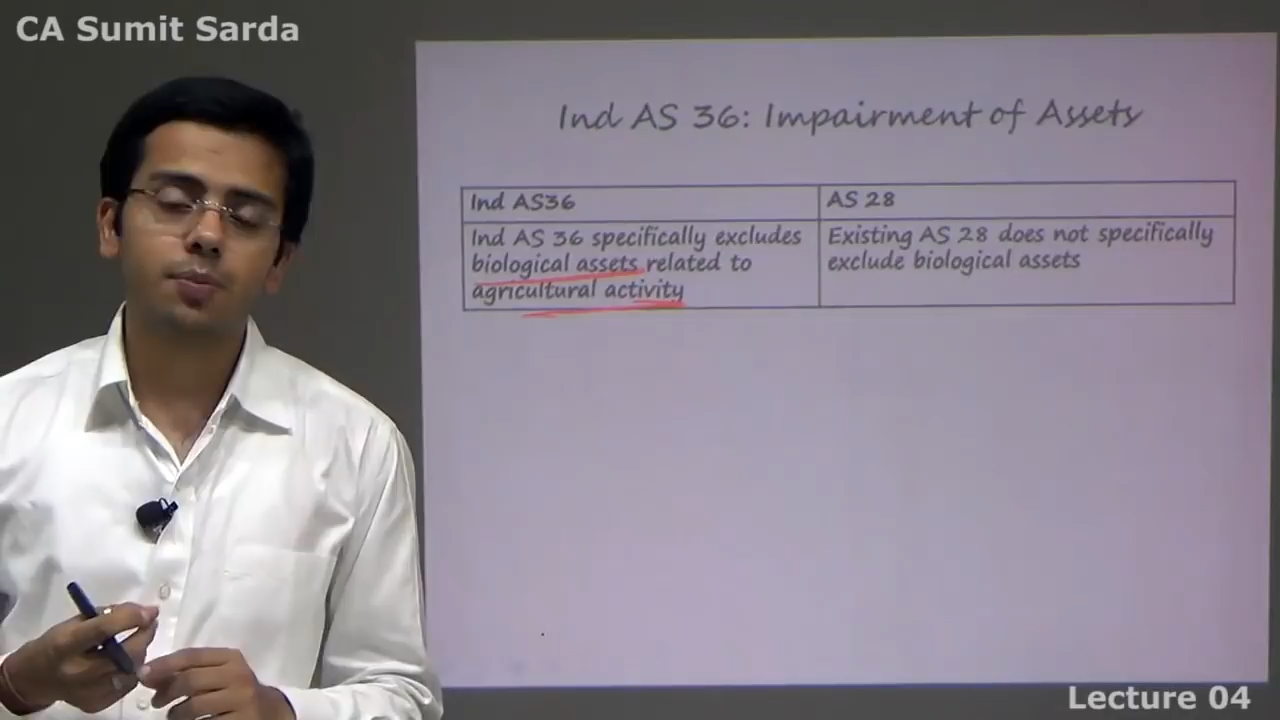 CA Sumit Sarda
Ind AS 36: Impairment of Assets
Ind AS36
AS 28
Ind AS 36 specifically excludes
biological assets related to
agricultural activity
Existing AS 28 does not specifically
exclude biological assets
Lecture 04